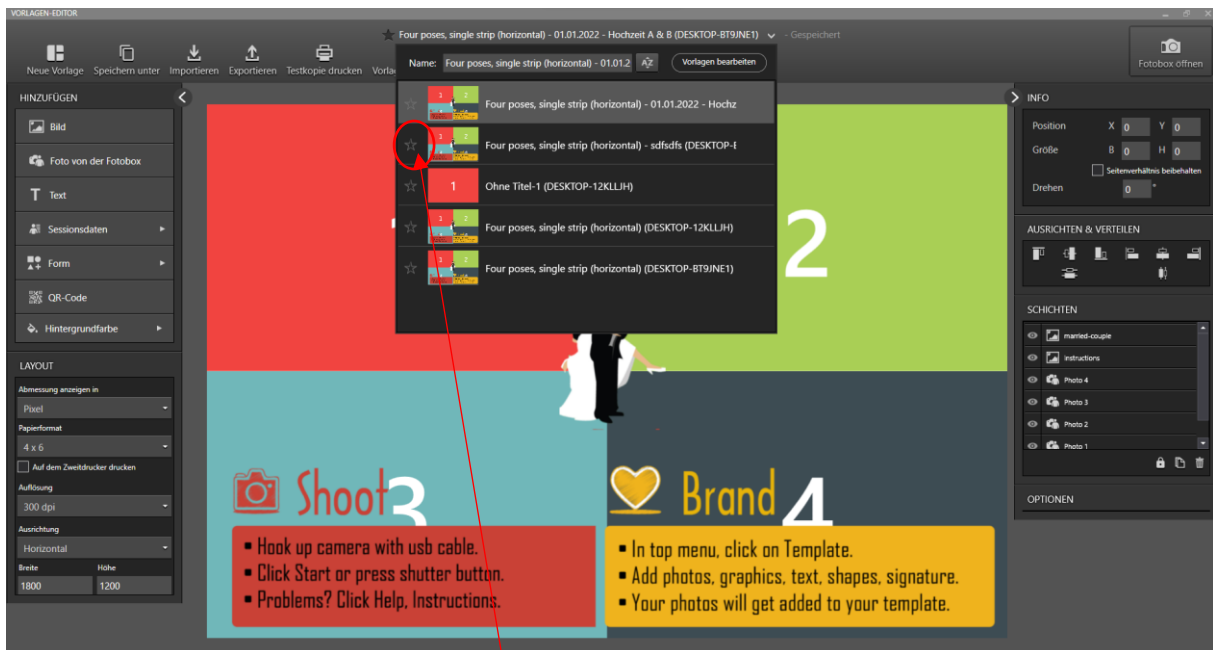 VORLAGEN-EDITOR
Four poses, single strip (horizontal) - 01.01.2022 - Hochzeit A & B (DESKTOP-BT9JNE1) - Gespeichert
Neue Vorlage Speichern unter Importieren Exportieren Testkopie drucken Vorla
Fotobox öffnen
Name: Four poses, single strip (horizontal) - 01.01.2 AZ Vorlagen bearbeiten
Four poses, single strip (horizontal) - 01.01.2022 - Hochz
Four poses, single strip (horizontal) - sdfsdfs (DESKTOP-E
1 Ohne Titel-1 (DESKTOP-12KLLJH)
Four poses, single strip (horizontal) (DESKTOP-12KLLJH)
Four poses, single strip (horizontal) (DESKTOP-BT9JNE1)
HINZUFÜGEN
Bild
Foto von der Fotobox
Text
Sessionsdaten
Form
QR-Code
Hintergrundfarbe
LAYOUT
Abmessung anzeigen in
Pixel
Papierformat
4 x 6
Auf dem Zweitdrucker drucken
Auflösung
300 dpi
Ausrichtung
Horizontal
Breite Höhe
1800 1200
2
Shoot 3
Hook up camera with usb cable.
Click Start or press shutter button.
Problems? Click Help, Instructions.
Brand 4
In top menu, click on Template.
Add photos, graphics, text, shapes, signature.
Your photos will get added to your template.
INFO
Position X 0 Y 0
Größe B 0 H 0
Seitenverhältnis beibehalten
Drehen 0 °
AUSRICHTEN & VERTEILEN
SCHICHTEN
married-couple
Instructions
Photo 4
Photo 3
Photo 2
Photo 1
OPTIONEN